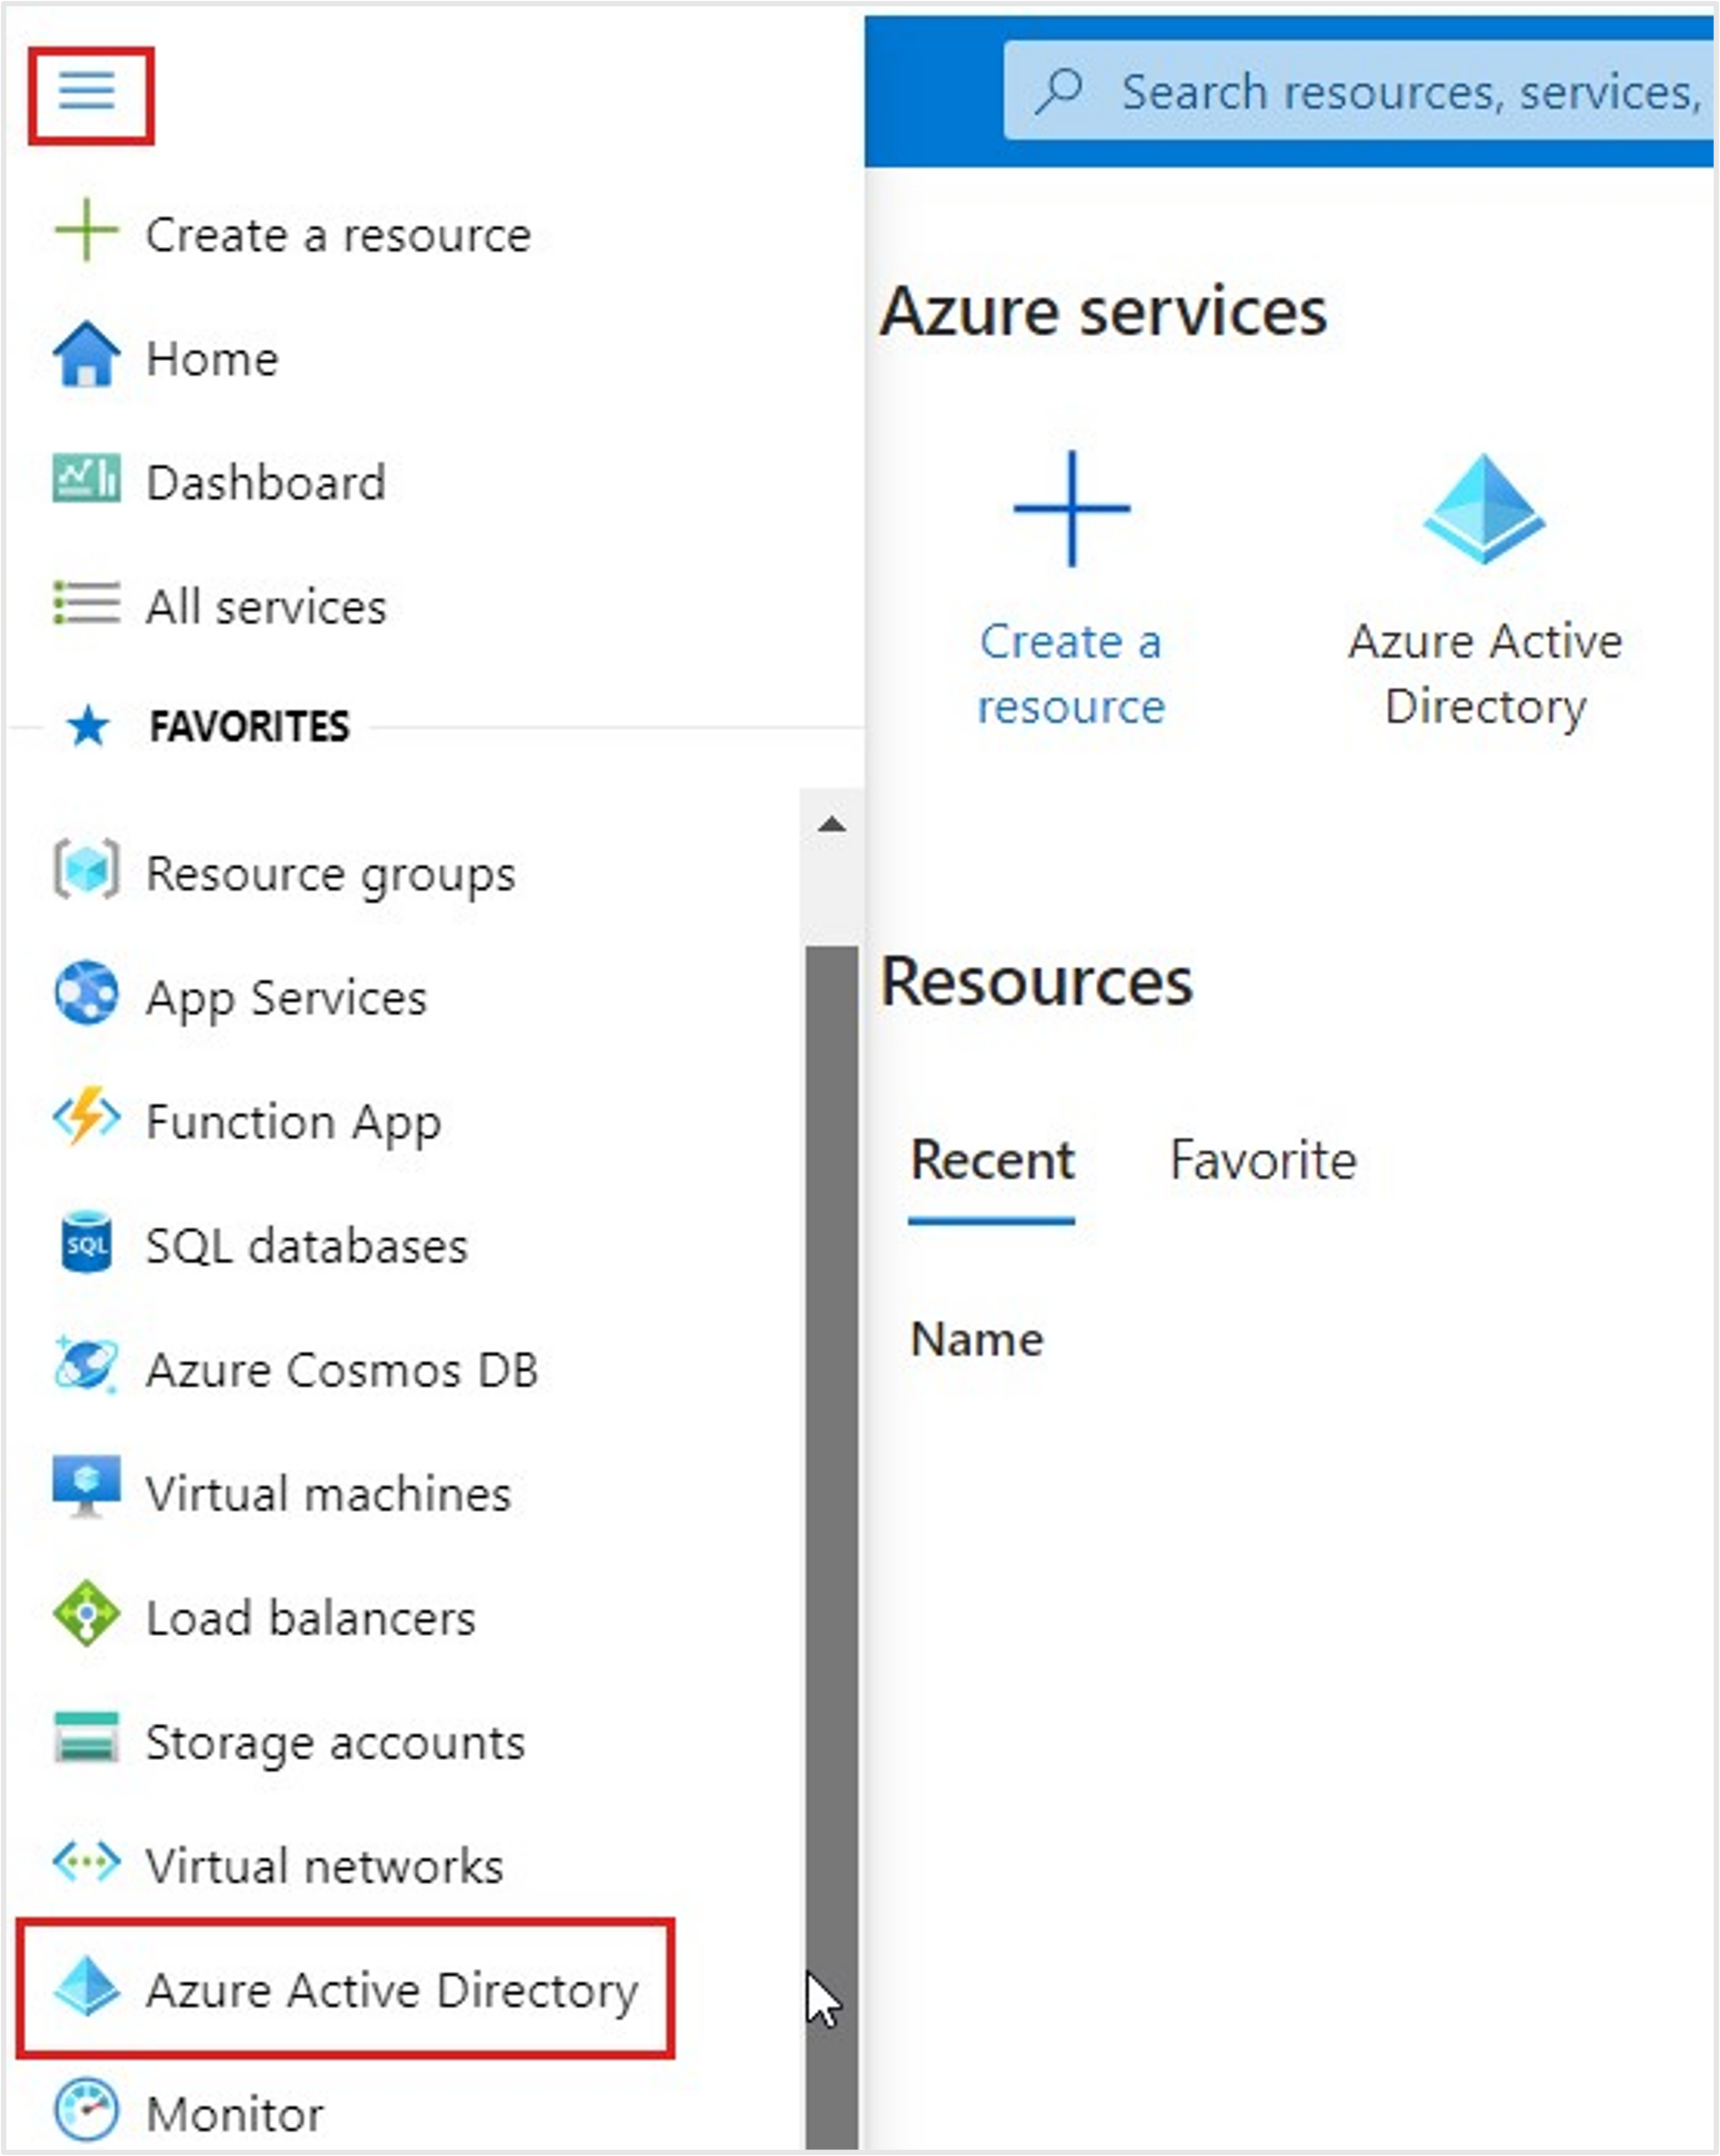 Create a resource
Home
Dashboard
All services
FAVORITES
Resource groups
App Services
Function App
SQL
SQL databases
Azure Cosmos DB
Virtual machines
Load balancers
Storage accounts
Virtual networks
Azure Active Directory
Monitor
Search resources, services,
Azure services
Create a
resource
Azure Active
Directory
Resources
Recent
Favorite
Name